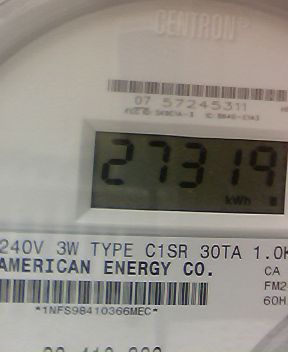 CENTRON®
07 57245311
27319
kWh
240V 3W TYPE C1SR 30TA 1.0K
AMERICAN ENERGY CO.
CA
FM2
60H
*1NFS98410366MEC*